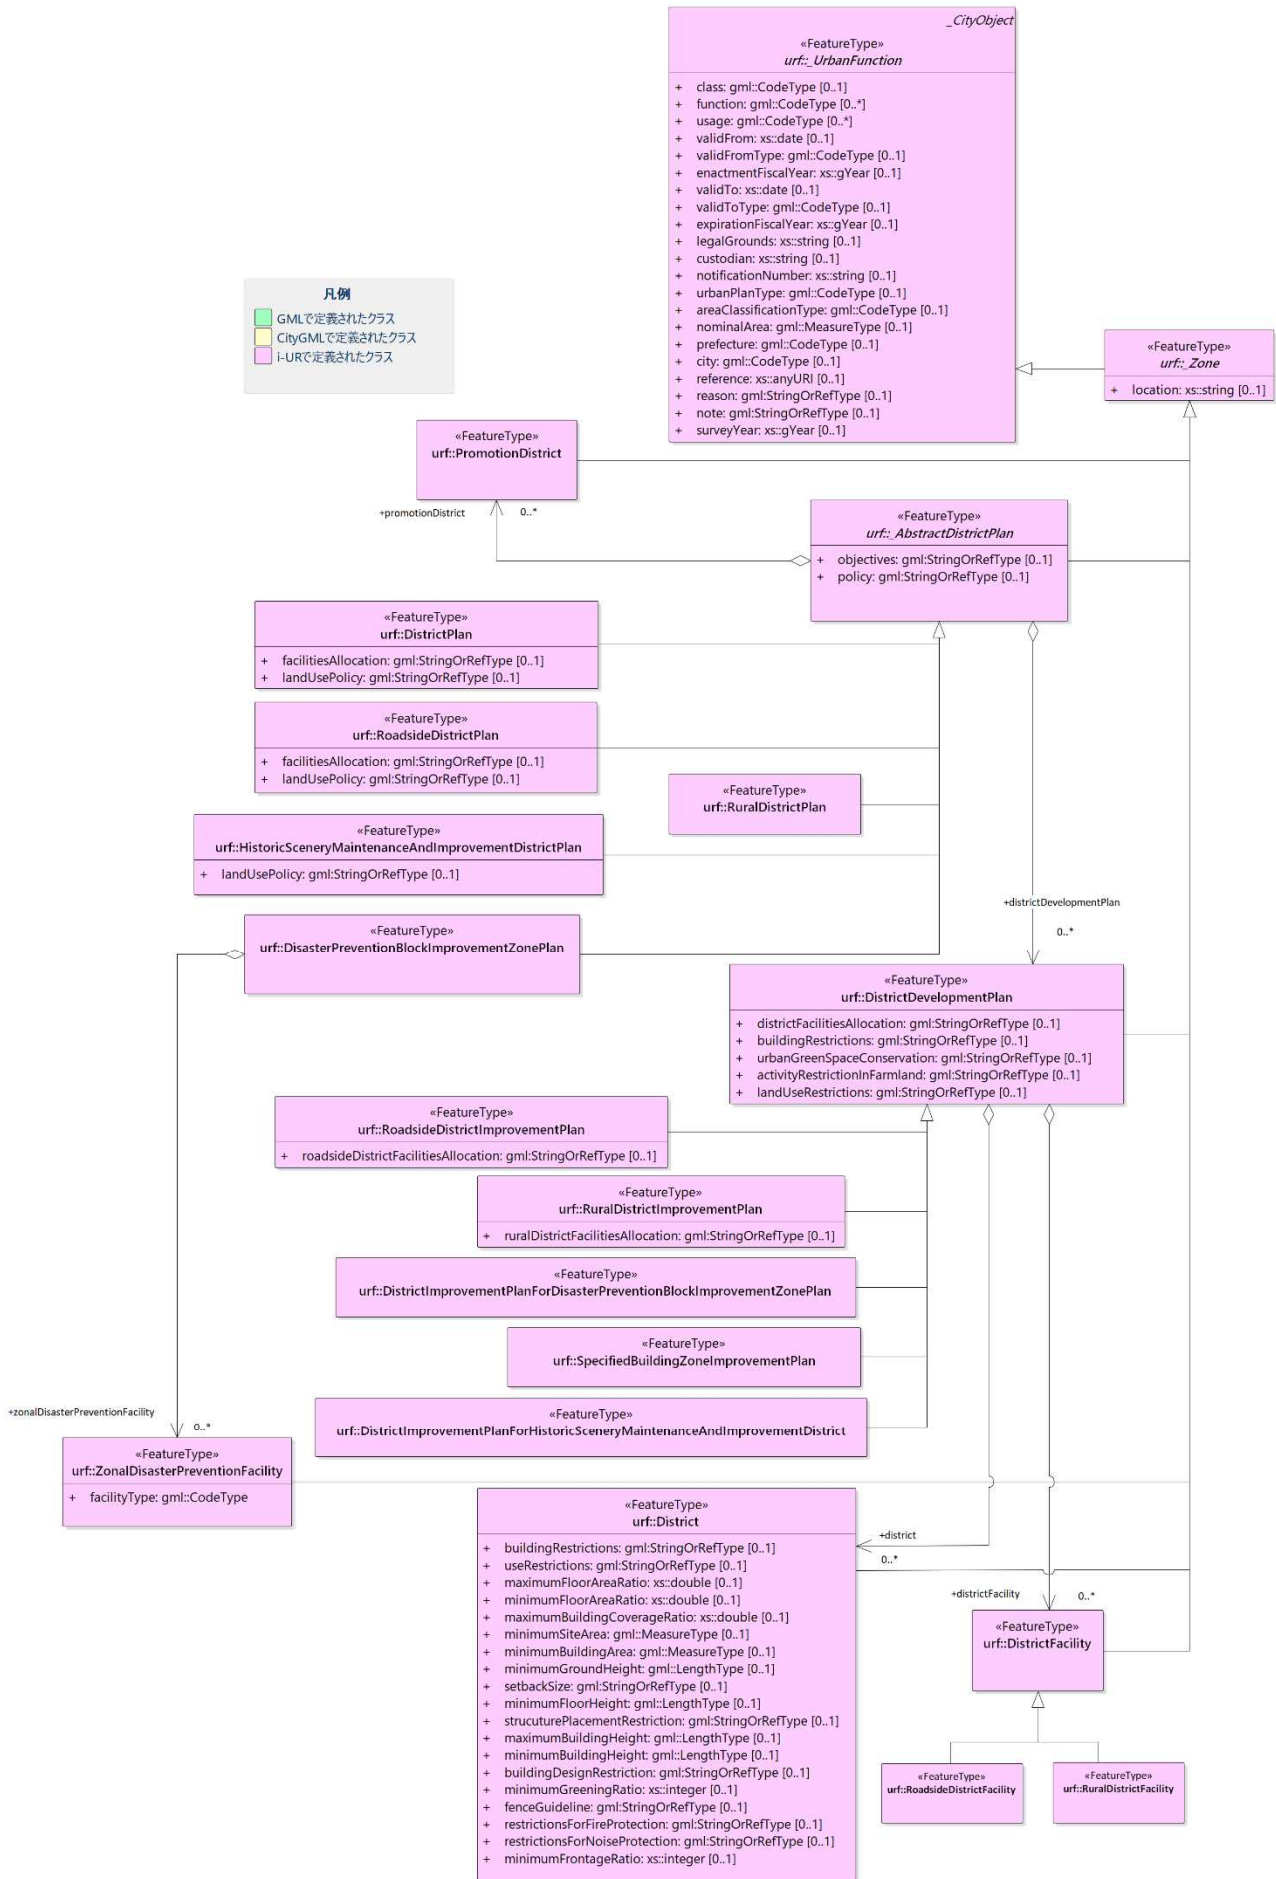 _CityObject
«FeatureType»
urf::_UrbanFunction
+ class: gml::CodeType [0..1]
+ function: gml::CodeType [0..*]
+ usage: gml::CodeType [0..*]
+ validFrom: xs::date [0..1]
+ validFromType: gml::CodeType [0..1]
+ enactmentFiscalYear: xs::gYear [0..1]
+ validTo: xs::date [0..1]
+ validToType: gml::CodeType [0..1]
+ expirationFiscalYear: xs::gYear [0..1]
+ legalGrounds: xs::string [0..1]
+ custodian: xs::string [0..1]
+ notificationNumber: xs::string [0..1]
+ urbanPlanType: gml::CodeType [0..1]
+ areaClassificationType: gml::CodeType [0..1]
+ nominalArea: gml::MeasureType [0..1]
+ prefecture: gml::CodeType [0..1]
+ city: gml::CodeType [0..1]
+ reference: xs::anyURI [0..1]
+ reason: gml:StringOrRefType [0..1]
+ note: gml:StringOrRefType [0..1]
+ surveyYear: xs::gYear [0..1]
凡例
GMLで定義されたクラス
CityGMLで定義されたクラス
i-URで定義されたクラス
«FeatureType»
urf::_Zone
+ location: xs::string [0..1]
«FeatureType»
urf::PromotionDistrict
+promotionDistrict
0..*
«FeatureType»
urf::_AbstractDistrictPlan
+ objectives: gml:StringOrRefType [0..1]
+ policy: gml:StringOrRefType [0..1]
«FeatureType»
urf::DistrictPlan
+ facilitiesAllocation: gml:StringOrRefType [0..1]
+ landUsePolicy: gml:StringOrRefType [0..1]
«FeatureType»
urf::RoadsideDistrictPlan
+ facilitiesAllocation: gml:StringOrRefType [0..1]
+ landUsePolicy: gml:StringOrRefType [0..1]
«FeatureType»
urf::RuralDistrictPlan
«FeatureType»
urf::HistoricSceneryMaintenanceAndImprovementDistrictPlan
+ landUsePolicy: gml:StringOrRefType [0..1]
+districtDevelopmentPlan
0..*
«FeatureType»
urf::DisasterPreventionBlockImprovementZonePlan
«FeatureType»
urf::DistrictDevelopmentPlan
+ districtFacilitiesAllocation: gml:StringOrRefType [0..1]
+ buildingRestrictions: gml:StringOrRefType [0..1]
+ urbanGreenSpaceConservation: gml:StringOrRefType [0..1]
+ activityRestrictionInFarmland: gml:StringOrRefType [0..1]
+ landUseRestrictions: gml:StringOrRefType [0..1]
«FeatureType»
urf::RoadsideDistrictImprovementPlan
+ roadsideDistrictFacilitiesAllocation: gml:StringOrRefType [0..1]
«FeatureType»
urf::RuralDistrictImprovementPlan
+ ruralDistrictFacilitiesAllocation: gml:StringOrRefType [0..1]
«FeatureType»
urf::DistrictImprovementPlanForDisasterPreventionBlockImprovementZonePlan
«FeatureType»
urf::SpecifiedBuildingZoneImprovementPlan
«FeatureType»
urf::DistrictImprovementPlanForHistoricSceneryMaintenanceAndImprovementDistrict
+zonalDisasterPreventionFacility
0..*
«FeatureType»
urf::ZonalDisasterPreventionFacility
+ facilityType: gml::CodeType
«FeatureType»
urf::District
+ buildingRestrictions: gml:StringOrRefType [0..1]
+ useRestrictions: gml:StringOrRefType [0..1]
+ maximumFloorAreaRatio: xs::double [0..1]
+ minimumFloorAreaRatio: xs::double [0..1]
+ maximumBuildingCoverageRatio: xs::double [0..1]
+ minimumSiteArea: gml::MeasureType [0..1]
+ minimumBuildingArea: gml::MeasureType [0..1]
+ minimumGroundHeight: gml::LengthType [0..1]
+ setbackSize: gml:StringOrRefType [0..1]
+ minimumFloorHeight: gml::LengthType [0..1]
+ strucuturePlacementRestriction: gml:StringOrRefType [0..1]
+ maximumBuildingHeight: gml::LengthType [0..1]
+ minimumBuildingHeight: gml::LengthType [0..1]
+ buildingDesignRestriction: gml:StringOrRefType [0..1]
+ minimumGreeningRatio: xs::integer [0..1]
+ fenceGuideline: gml:StringOrRefType [0..1]
+ restrictionsForFireProtection: gml:StringOrRefType [0..1]
+ restrictionsForNoiseProtection: gml:StringOrRefType [0..1]
+ minimumFrontageRatio: xs::integer [0..1]
+district
0..*
+districtFacility
0..*
«FeatureType»
urf::DistrictFacility
«FeatureType»
urf::RoadsideDistrictFacility
«FeatureType»
urf::RuralDistrictFacility